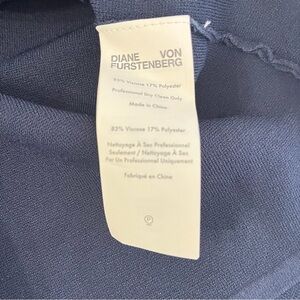 DIANE VON
FURSTENBERG
83% Viscose 17% Polyester
Professional Dry Clean Only
Made in China
83% Viscose 17% Polyester
Nettoyage À Sec Professionnel
Seulement / Nettoyage À Sec
Par Un Professionnel Uniquement
Fabriqué en Chine
P